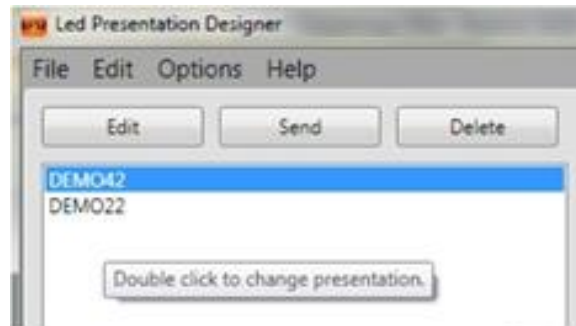 Led Presentation Designer
File Edit Options Help
Edit Send Delete
DEMO42
DEMO22
Double click to change presentation.